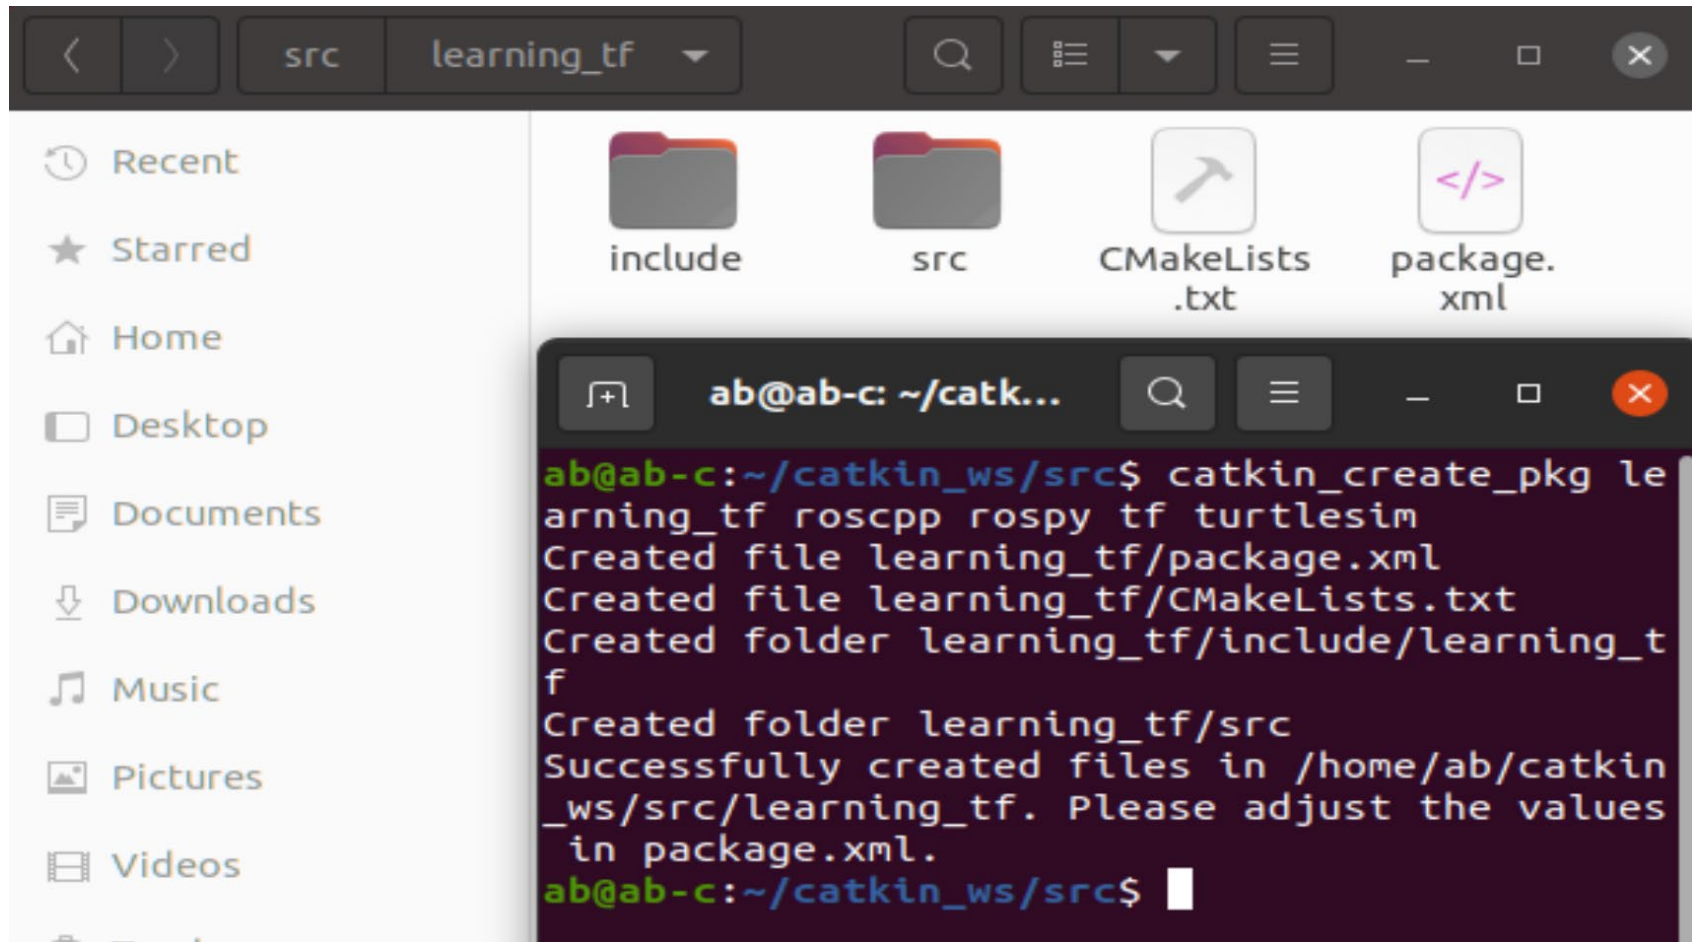 src learning_tf
Recent
Starred
Home
Desktop
Documents
Downloads
Music
Pictures
Videos
include
src
CMakeLists
.txt
package.
xml
</>
ab@ab-c: ~/catk...
ab@ab-c:~/catkin_ws/src$ catkin_create_pkg le
arning_tf roscpp rospy tf turtlesim
Created file learning_tf/package.xml
Created file learning_tf/CMakeLists.txt
Created folder learning_tf/include/learning_t
f
Created folder learning_tf/src
Successfully created files in /home/ab/catkin
_ws/src/learning_tf. Please adjust the values
 in package.xml.
ab@ab-c:~/catkin_ws/src$